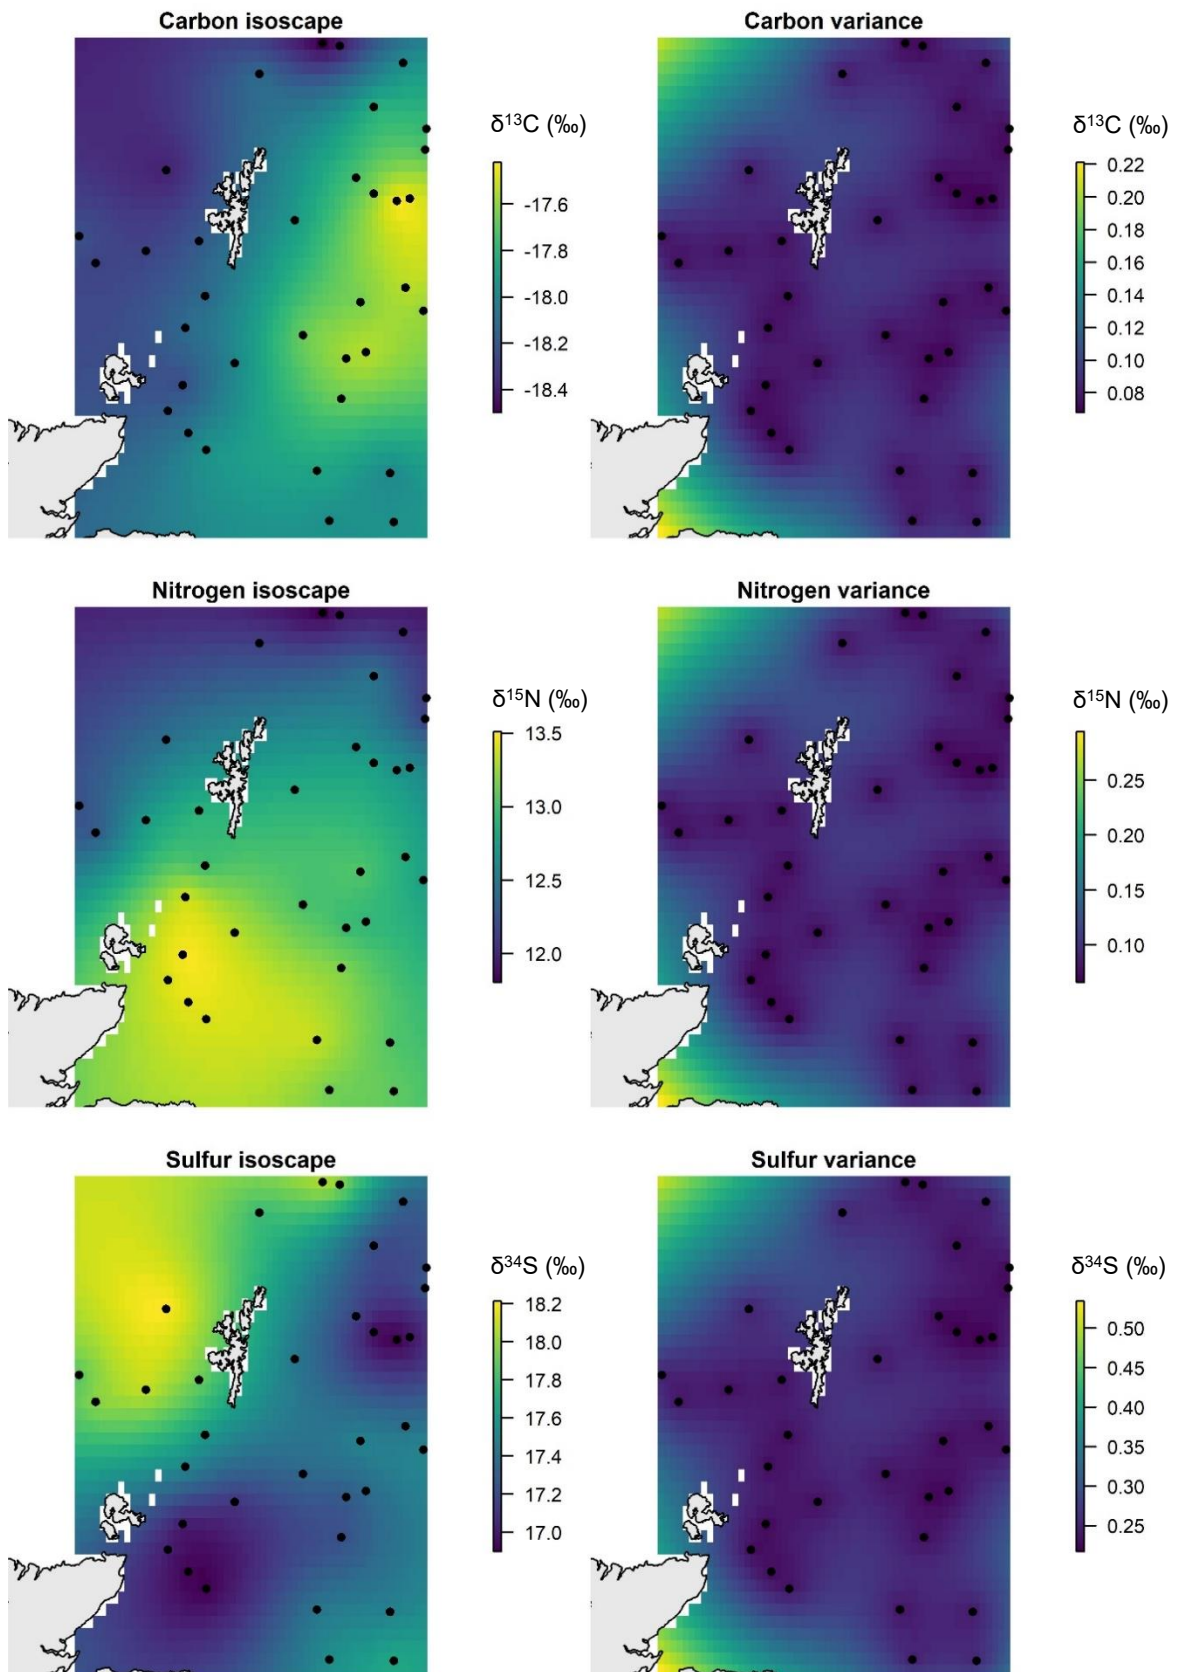 Carbon isoscape
δ¹³C (‰)
-17.6
-17.8
-18.0
-18.2
-18.4
Carbon variance
δ¹³C (‰)
0.22
0.20
0.18
0.16
0.14
0.12
0.10
0.08
Nitrogen isoscape
δ¹⁵N (‰)
13.5
13.0
12.5
12.0
Nitrogen variance
δ¹⁵N (‰)
0.25
0.20
0.15
0.10
Sulfur isoscape
δ³⁴S (‰)
18.2
18.0
17.8
17.6
17.4
17.2
17.0
Sulfur variance
δ³⁴S (‰)
0.50
0.45
0.40
0.35
0.30
0.25